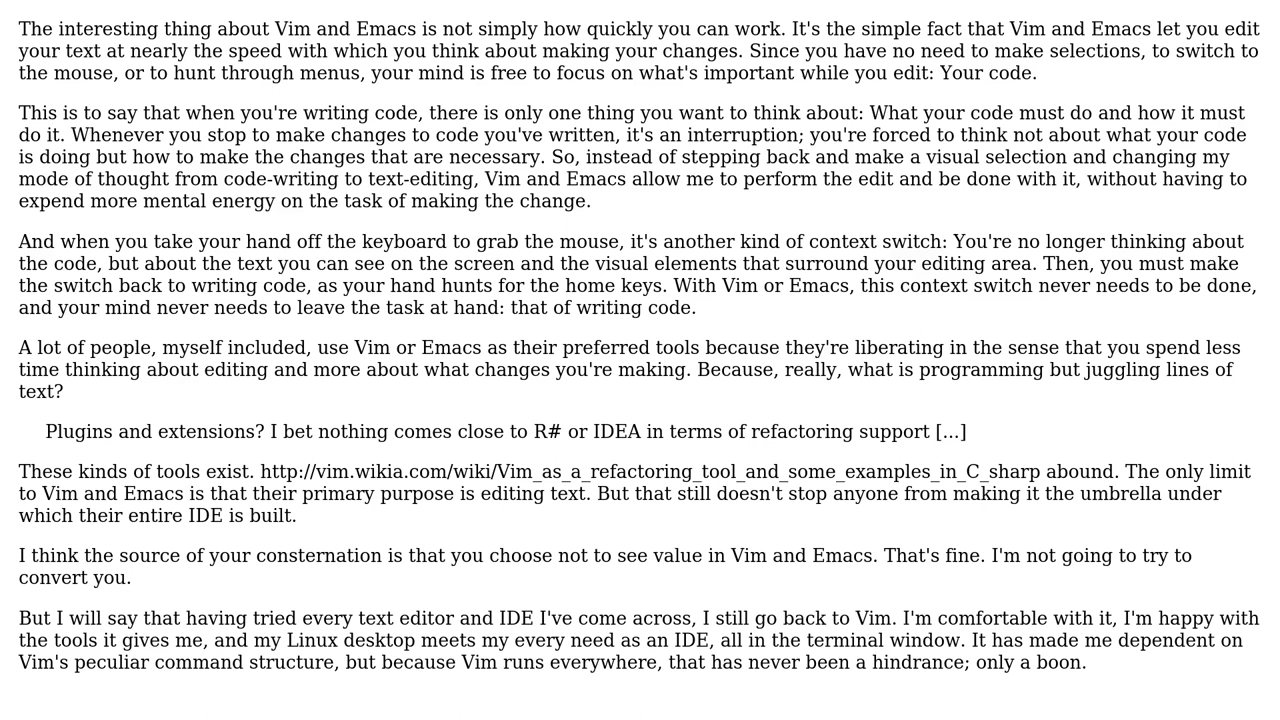 The interesting thing about Vim and Emacs is not simply how quickly you can work. It's the simple fact that Vim and Emacs let you edit
your text at nearly the speed with which you think about making your changes. Since you have no need to make selections, to switch to
the mouse, or to hunt through menus, your mind is free to focus on what's important while you edit: Your code.
This is to say that when you're writing code, there is only one thing you want to think about: What your code must do and how it must
do it. Whenever you stop to make changes to code you've written, it's an interruption; you're forced to think not about what your code
is doing but how to make the changes that are necessary. So, instead of stepping back and make a visual selection and changing my
mode of thought from code-writing to text-editing, Vim and Emacs allow me to perform the edit and be done with it, without having to
expend more mental energy on the task of making the change.
And when you take your hand off the keyboard to grab the mouse, it's another kind of context switch: You're no longer thinking about
the code, but about the text you can see on the screen and the visual elements that surround your editing area. Then, you must make
the switch back to writing code, as your hand hunts for the home keys. With Vim or Emacs, this context switch never needs to be done,
and your mind never needs to leave the task at hand: that of writing code.
A lot of people, myself included, use Vim or Emacs as their preferred tools because they're liberating in the sense that you spend less
time thinking about editing and more about what changes you're making. Because, really, what is programming but juggling lines of
text?
Plugins and extensions? I bet nothing comes close to R# or IDEA in terms of refactoring support [...]
These kinds of tools exist. http://vim.wikia.com/wiki/Vim_as_a_refactoring_tool_and_some_examples_in_C_sharp abound. The only limit
to Vim and Emacs is that their primary purpose is editing text. But that still doesn't stop anyone from making it the umbrella under
which their entire IDE is built.
I think the source of your consternation is that you choose not to see value in Vim and Emacs. That's fine. I'm not going to try to
convert you.
But I will say that having tried every text editor and IDE I've come across, I still go back to Vim. I'm comfortable with it, I'm happy with
the tools it gives me, and my Linux desktop meets my every need as an IDE, all in the terminal window. It has made me dependent on
Vim's peculiar command structure, but because Vim runs everywhere, that has never been a hindrance; only a boon.